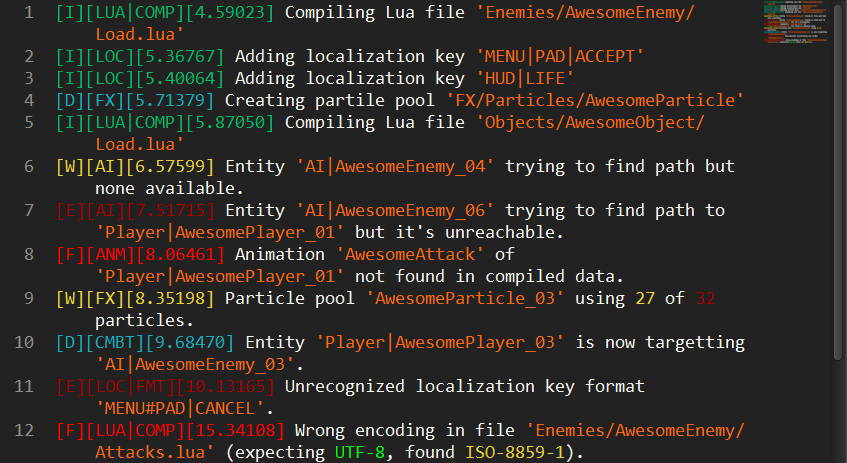 1 [I][LUA|COMP][4.59023] Compiling Lua file 'Enemies/AwesomeEnemy/
Load.lua'
2 [I][LOC][5.36767] Adding localization key 'MENU|PAD|ACCEPT'
3 [I][LOC][5.40064] Adding localization key 'HUD|LIFE'
4 [D][FX][5.71379] Creating partile pool 'FX/Particles/AwesomeParticle'
5 [I][LUA|COMP][5.87050] Compiling Lua file 'Objects/AwesomeObject/
Load.lua'
6 [W][AI][6.57599] Entity 'AI|AwesomeEnemy_04' trying to find path but
none available.
7 [E][AI][7.51715] Entity 'AI|AwesomeEnemy_06' trying to find path to
'Player|AwesomePlayer_01' but it's unreachable.
8 [F][ANM][8.06461] Animation 'AwesomeAttack' of
'Player|AwesomePlayer_01' not found in compiled data.
9 [W][FX][8.35198] Particle pool 'AwesomeParticle_03' using 27 of 32
particles.
10 [D][CMBT][9.68470] Entity 'Player|AwesomePlayer_03' is now targetting
'AI|AwesomeEnemy_03'.
11 [E][LOC|FMT][10.13165] Unrecognized localization key format
'MENU#PAD|CANCEL'.
12 [F][LUA|COMP][15.34108] Wrong encoding in file 'Enemies/AwesomeEnemy/
Attacks.lua' (expecting UTF-8, found ISO-8859-1).